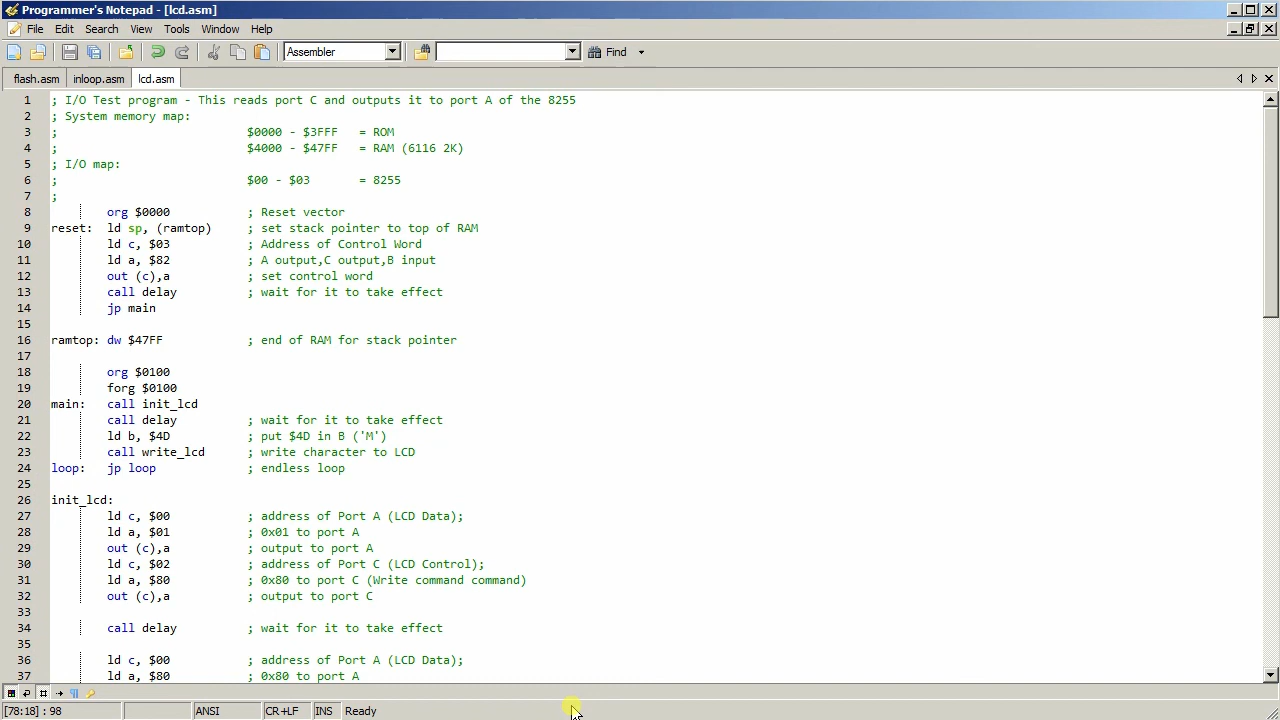 Programmer's Notepad - [lcd.asm]
File Edit Search View Tools Window Help
Assembler Find
flash.asm inloop.asm lcd.asm
1 ; I/O Test program - This reads port C and outputs it to port A of the 8255
2 ; System memory map:
3 ; $0000 - $3FFF = ROM
4 ; $4000 - $47FF = RAM (6116 2K)
5 ; I/O map:
6 ; $00 - $03 = 8255
7 ;
8 org $0000 ; Reset vector
9 reset: ld sp, (ramtop) ; set stack pointer to top of RAM
10 ld c, $03 ; Address of Control Word
11 ld a, $82 ; A output,C output,B input
12 out (c),a ; set control word
13 call delay ; wait for it to take effect
14 jp main
15
16 ramtop: dw $47FF ; end of RAM for stack pointer
17
18 org $0100
19 forg $0100
20 main: call init_lcd
21 call delay ; wait for it to take effect
22 ld b, $4D ; put $4D in B ('M')
23 call write_lcd ; write character to LCD
24 loop: jp loop ; endless loop
25
26 init_lcd:
27 ld c, $00 ; address of Port A (LCD Data);
28 ld a, $01 ; 0x01 to port A
29 out (c),a ; output to port A
30 ld c, $02 ; address of Port C (LCD Control);
31 ld a, $80 ; 0x80 to port C (Write command command)
32 out (c),a ; output to port C
33
34 call delay ; wait for it to take effect
35
36 ld c, $00 ; address of Port A (LCD Data);
37 ld a, $80 ; 0x80 to port A
[78:18] : 98 ANSI CR+LF INS Ready